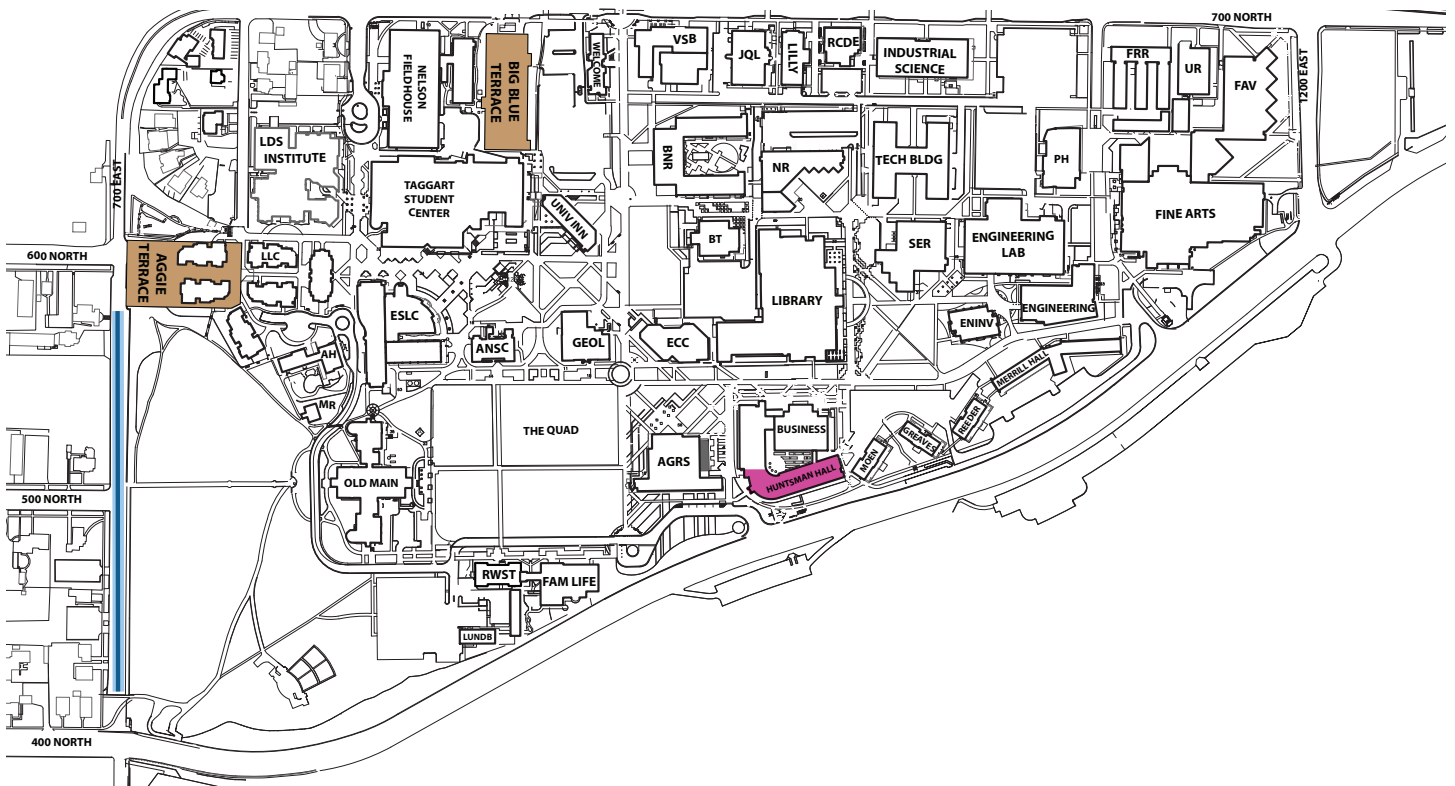 700 NORTH
1200 EAST
NELSON
FIELDHOUSE
BIG BLUE
TERRACE
WELCOME
VSB
JQL
LILLY
RCDE
INDUSTRIAL
SCIENCE
FRR
UR
FAV
LDS
INSTITUTE
700 EAST
TAGGART
STUDENT
CENTER
UNIV INN
BNR
NR
TECH BLDG
PH
FINE ARTS
600 NORTH
AGGIE
TERRACE
LLC
BT
SER
ENGINEERING
LAB
LIBRARY
ENGINEERING
ESLC
ANSC
GEOL
ECC
ENINV
AH
MR
MERRILL HALL
REEDER
GREAVES
MOEN
THE QUAD
BUSINESS
AGRS
HUNTSMAN HALL
OLD MAIN
500 NORTH
RWST
FAM LIFE
LUNDB
400 NORTH